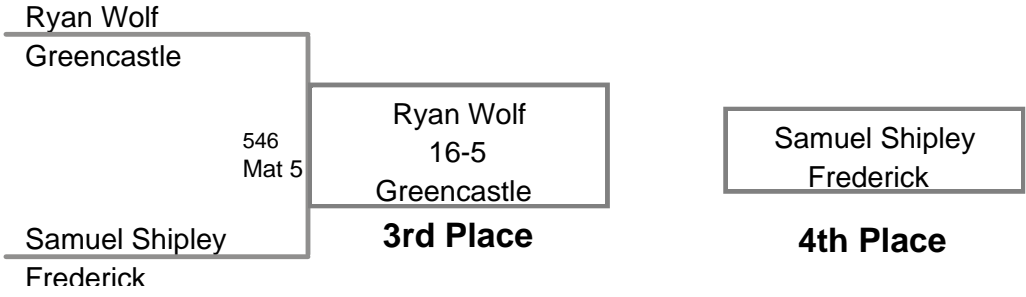 Ryan Wolf
Greencastle
546
Mat 5
Samuel Shipley
Frederick
Ryan Wolf
16-5
Greencastle
3rd Place
Samuel Shipley
Frederick
4th Place